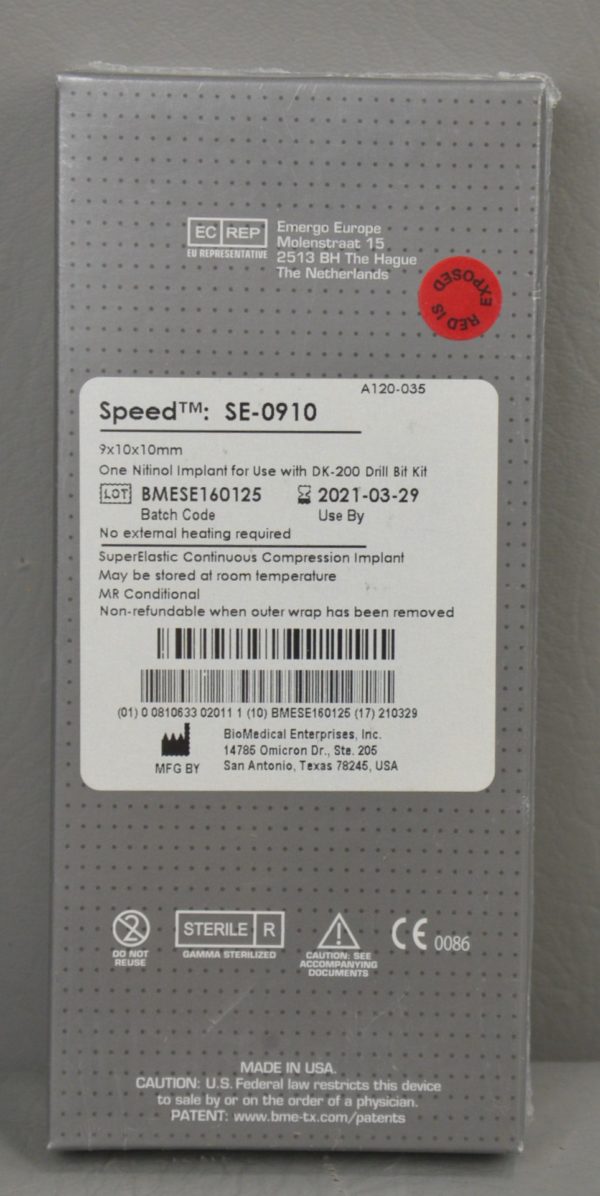 EC REP
EU REPRESENTATIVE
Emergo Europe
Molenstraat 15
2513 BH The Hague
The Netherlands
RED IS EXPOSED
A120-035
Speed™: SE-0910
9x10x10mm
One Nitinol Implant for Use with DK-200 Drill Bit Kit
LOT BMESE160125 2021-03-29
Batch Code Use By
No external heating required
SuperElastic Continuous Compression Implant
May be stored at room temperature
MR Conditional
Non-refundable when outer wrap has been removed
(01) 0 0810633 02011 1 (10) BMESE160125 (17) 210329
MFG BY
BioMedical Enterprises, Inc.
14785 Omicron Dr., Ste. 205
San Antonio, Texas 78245, USA
2
DO NOT
REUSE
STERILE R
GAMMA STERILIZED
CAUTION: SEE
ACCOMPANYING
DOCUMENTS
CE 0086
MADE IN USA.
CAUTION: U.S. Federal law restricts this device
to sale by or on the order of a physician.
PATENT: www.bme-tx.com/patents